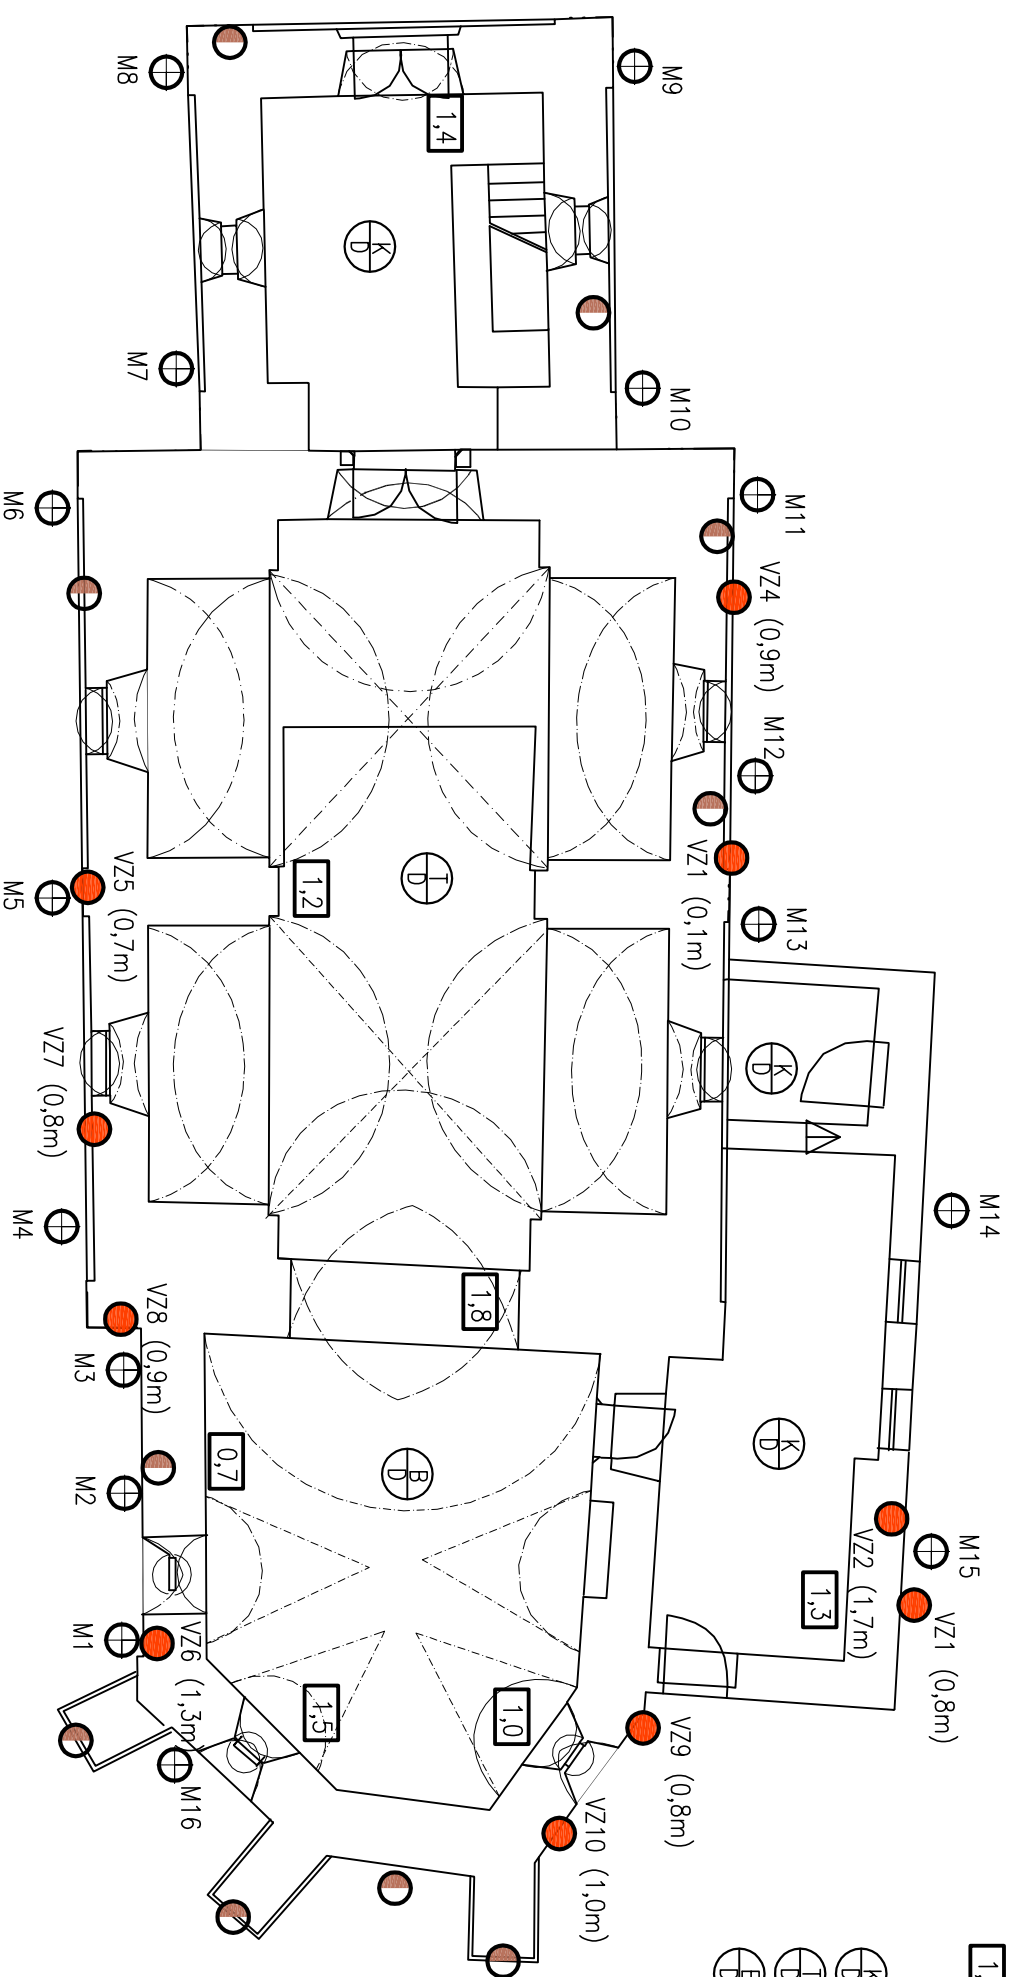 M8
M9
1,4
K
D
M7
M10
M6
M11
VZ4 (0,9m)
M12
T
D
1,2
VZ1 (0,1m)
M5
VZ5 (0,7m)
M13
VZ7 (0,8m)
K
D
M4
M14
VZ8 (0,9m)
1,8
M3
K
D
0,7
B
D
M2
M15
VZ2 (1,7m)
1,3
VZ1 (0,8m)
M1
VZ6 (1,3m
1,5
1,0
VZ9 (0,8m)
M16
VZ10 (1,0m)
K
D
T
D
D
1,